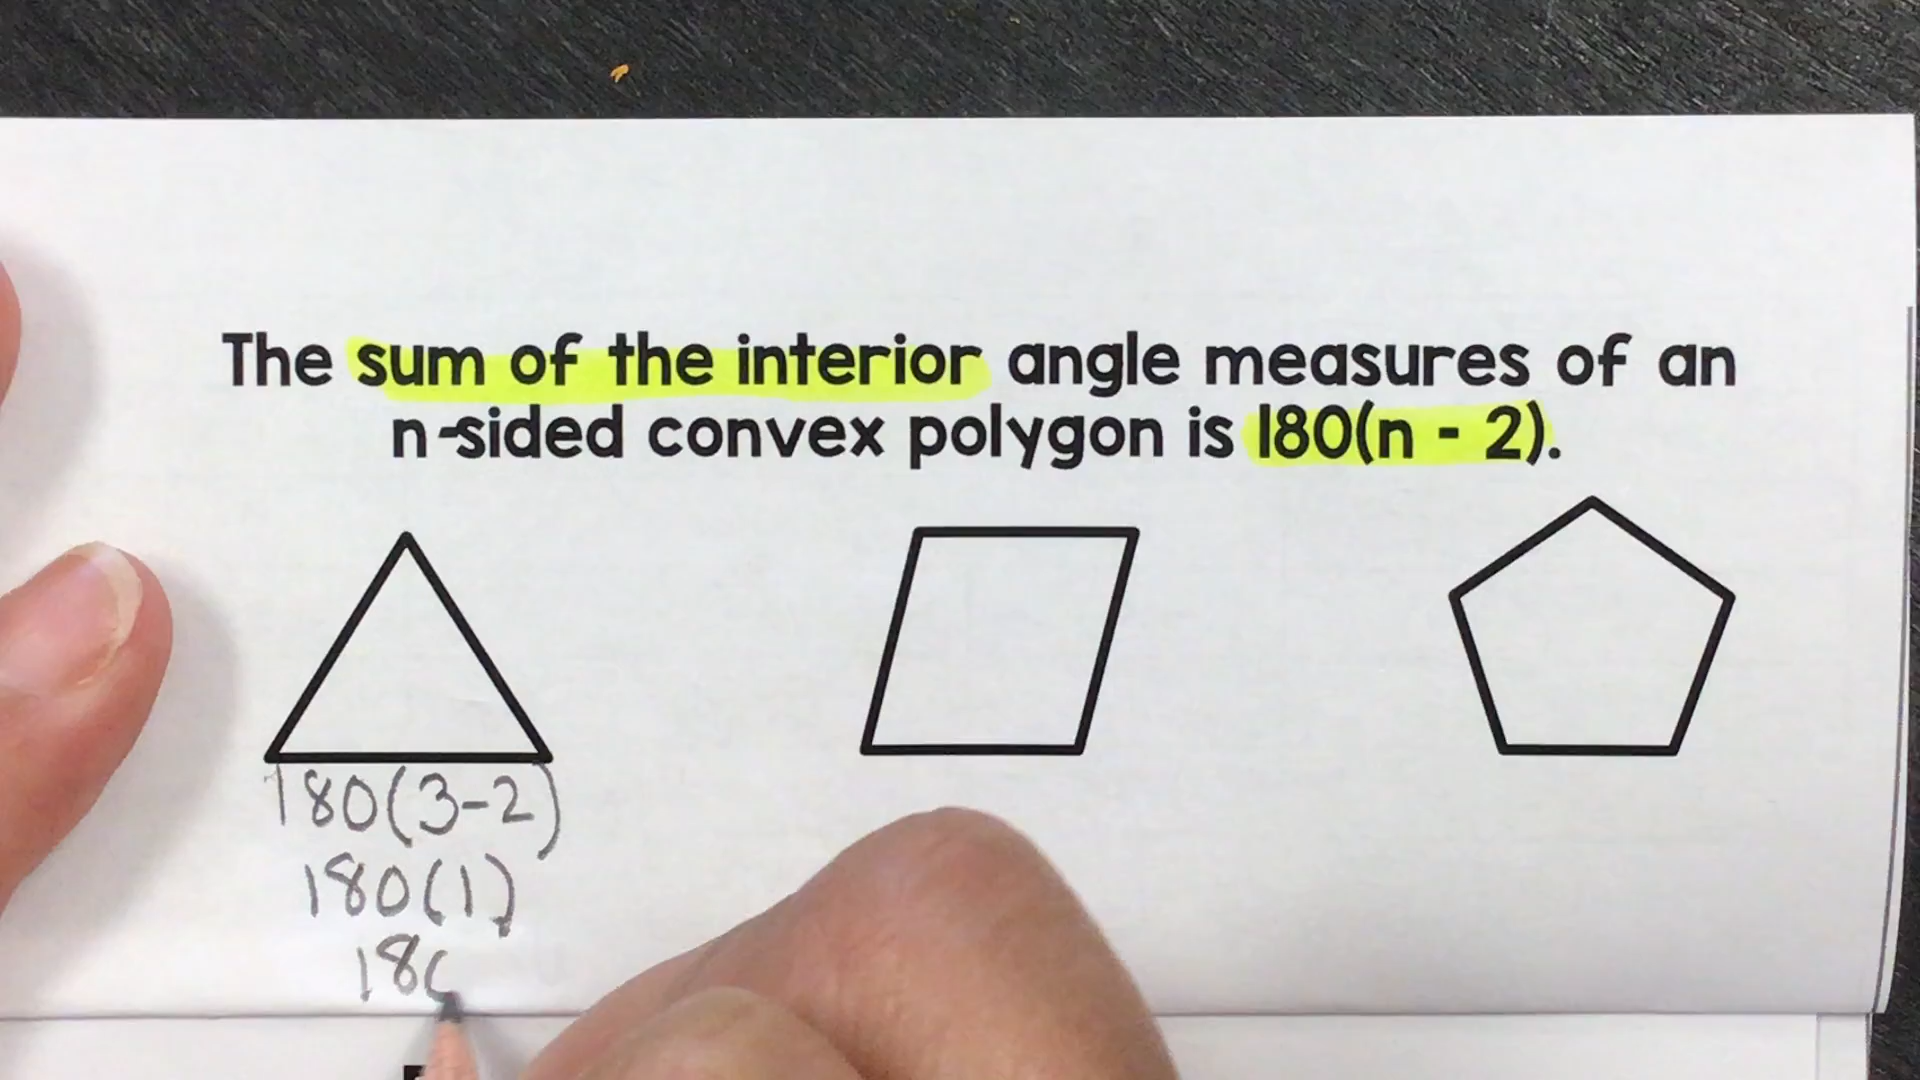 The sum of the interior angle measures of an
n-sided convex polygon is 180(n - 2).
180(3-2)
180(1)
180